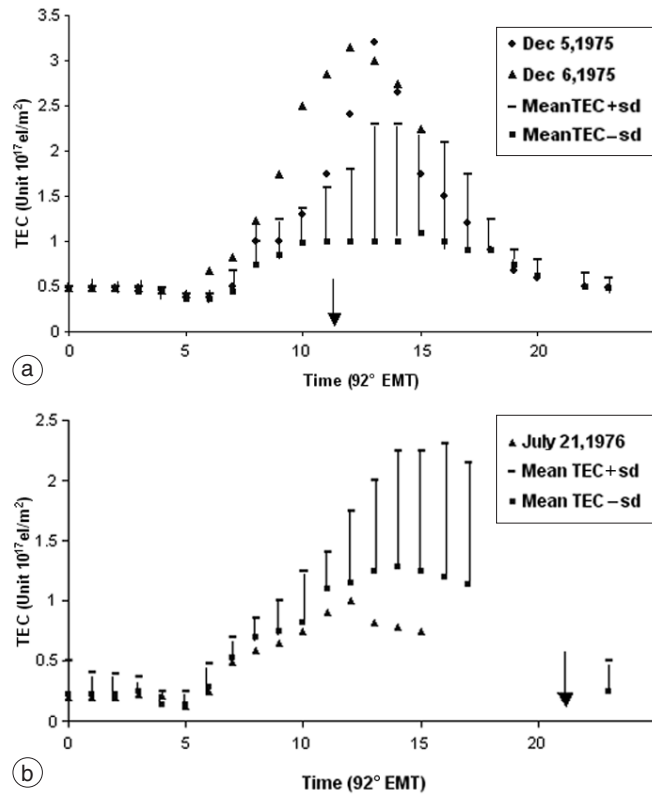 3.5
3
2.5
2
1.5
1
0.5
0
TEC (Unit 10¹⁷el/m²)
Dec 5,1975
Dec 6,1975
MeanTEC+sd
MeanTEC−sd
0 5 10 15 20
Time (92° EMT)
a
2.5
2
1.5
1
0.5
0
TEC (Unit 10¹⁷el/m²)
July 21,1976
Mean TEC+sd
Mean TEC−sd
0 5 10 15 20
Time (92° EMT)
b